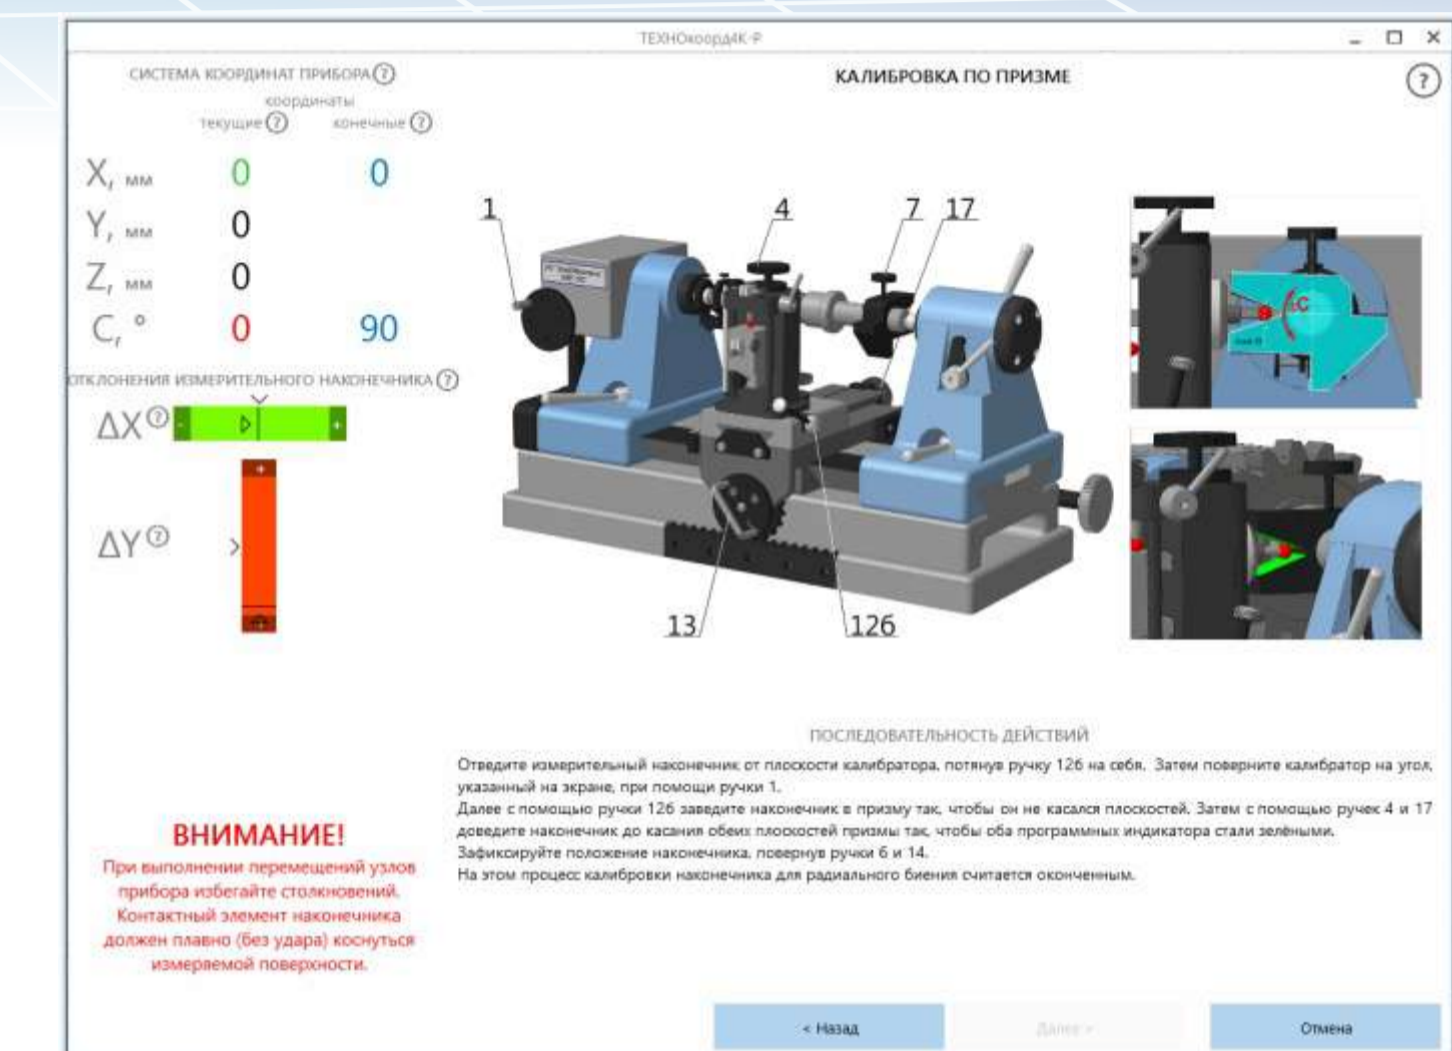 ТЕХНОкоорд4К-Р
СИСТЕМА КООРДИНАТ ПРИБОРА ?
координаты
текущие ? конечные ?
X, мм 0 0
Y, мм 0
Z, мм 0
C, ° 0 90
ОТКЛОНЕНИЯ ИЗМЕРИТЕЛЬНОГО НАКОНЕЧНИКА ?
ΔX ? - +
+
ΔY ?
ВНИМАНИЕ!
При выполнении перемещений узлов
прибора избегайте столкновений.
Контактный элемент наконечника
должен плавно (без удара) коснуться
измеряемой поверхности.
КАЛИБРОВКА ПО ПРИЗМЕ
?
1 4 7 17
13 126
C
ПОСЛЕДОВАТЕЛЬНОСТЬ ДЕЙСТВИЙ
Отведите измерительный наконечник от плоскости калибратора, потянув ручку 126 на себя. Затем поверните калибратор на угол,
указанный на экране, при помощи ручки 1.
Далее с помощью ручки 126 заведите наконечник в призму так, чтобы он не касался плоскостей. Затем с помощью ручек 4 и 17
доведите наконечник до касания обеих плоскостей призмы так, чтобы оба программных индикатора стали зелёными.
Зафиксируйте положение наконечника, повернув ручки 6 и 14.
На этом процесс калибровки наконечника для радиального биения считается оконченным.
< Назад Далее > Отмена